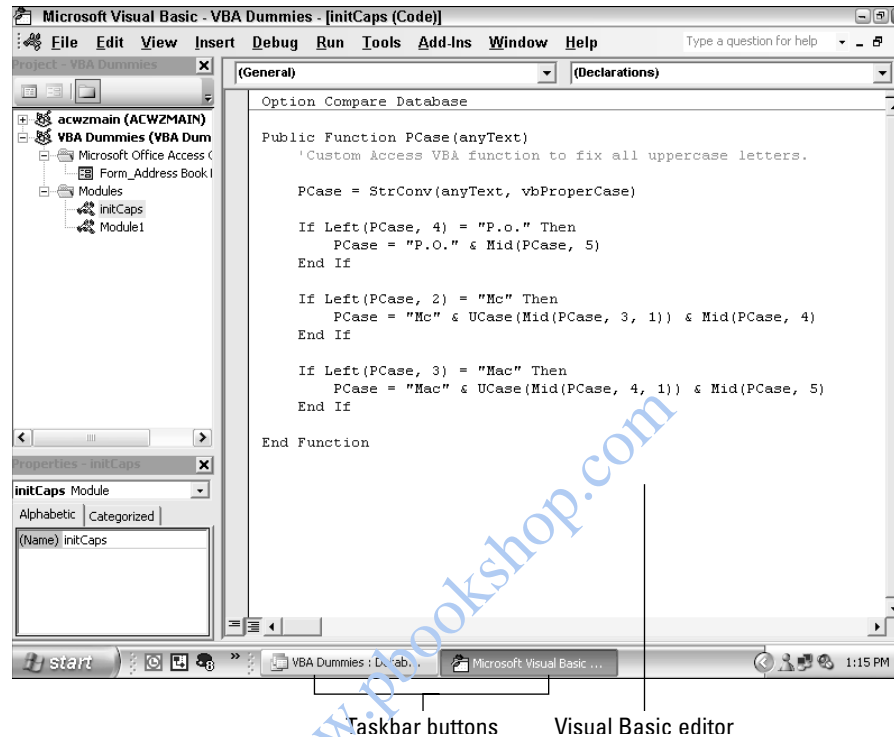 Microsoft Visual Basic - VBA Dummies - [initCaps (Code)]
File Edit View Insert Debug Run Tools Add-Ins Window Help Type a question for help
Project - VBA Dummies
(General) (Declarations)
acwzmain (ACWZMAIN)
VBA Dummies (VBA Dum
Microsoft Office Access C
Form_Address Book I
Modules
initCaps
Module1
Option Compare Database
Public Function PCase(anyText)
'Custom Access VBA function to fix all uppercase letters.
PCase = StrConv(anyText, vbProperCase)
If Left(PCase, 4) = "P.o." Then
PCase = "P.O." & Mid(PCase, 5)
End If
If Left(PCase, 2) = "Mc" Then
PCase = "Mc" & UCase(Mid(PCase, 3, 1)) & Mid(PCase, 4)
End If
If Left(PCase, 3) = "Mac" Then
PCase = "Mac" & UCase(Mid(PCase, 4, 1)) & Mid(PCase, 5)
End If
End Function
Properties - initCaps
initCaps Module
Alphabetic Categorized
(Name) initCaps
start VBA Dummies : Datab... Microsoft Visual Basic ... 1:15 PM
Taskbar buttons Visual Basic editor
www.pbookshop.com